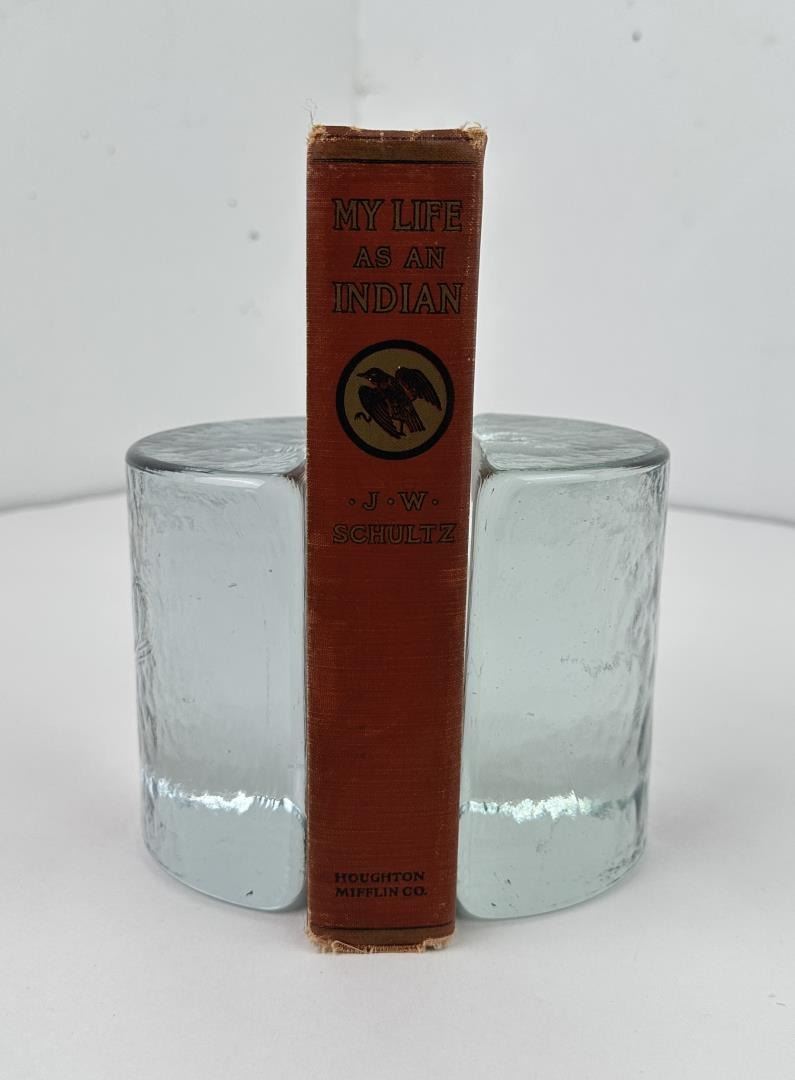 MY LIFE
AS AN
INDIAN
· J · W ·
SCHULTZ
HOUGHTON
MIFFLIN CO.